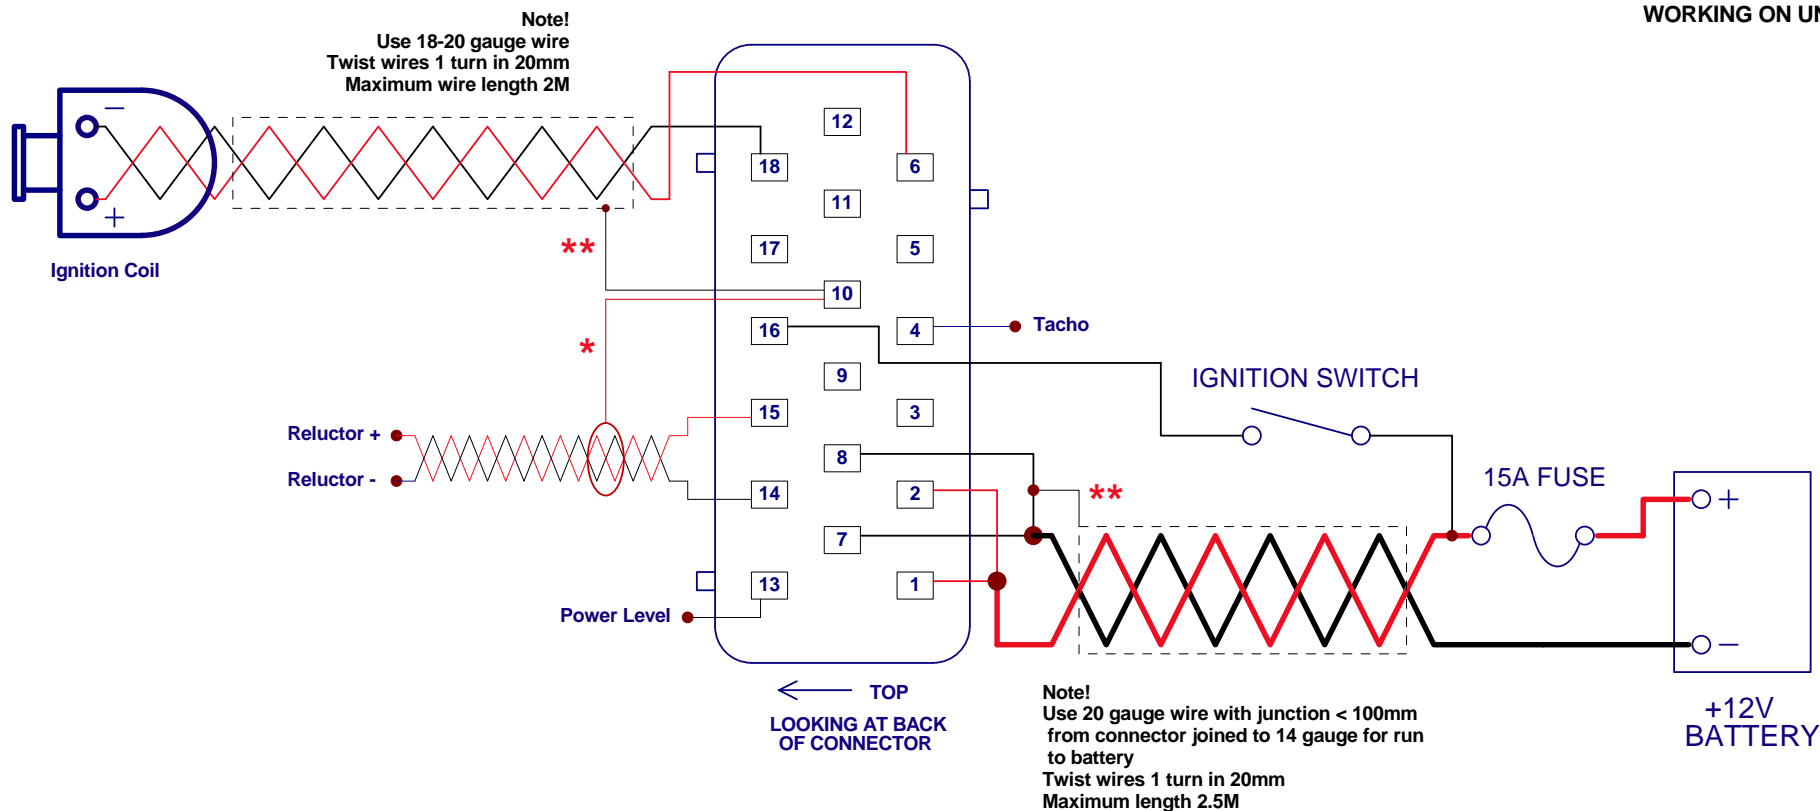 WORKING ON
Note!
Use 18-20 gauge wire
Twist wires 1 turn in 20mm
Maximum wire length 2M
12
18
6
11
**
17
5
Ignition Coil
10
16
4
Tacho
*
9
IGNITION SWITCH
15
3
Reluctor +
8
Reluctor -
14
2
**
15A FUSE
7
13
1
Power Level
TOP
LOOKING AT BACK
OF CONNECTOR
Note!
Use 20 gauge wire with junction < 100mm
from connector joined to 14 gauge for run
to battery
Twist wires 1 turn in 20mm
Maximum length 2.5M
+12V
BATTERY